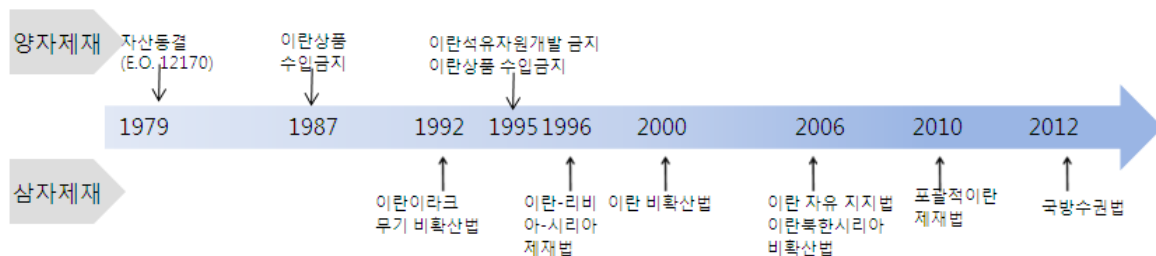 양자제재
자산동결
(E.O. 12170)
이란상품
수입금지
이란석유자원개발 금지
이란상품 수입금지
1979
1987
1992
1995
1996
2000
2006
2010
2012
삼자제재
이란이라크
무기 비확산법
이란-리비
아-시리아
제재법
이란 비확산법
이란 자유 지지법
이란북한시리아
비확산법
포괄적이란
제재법
국방수권법